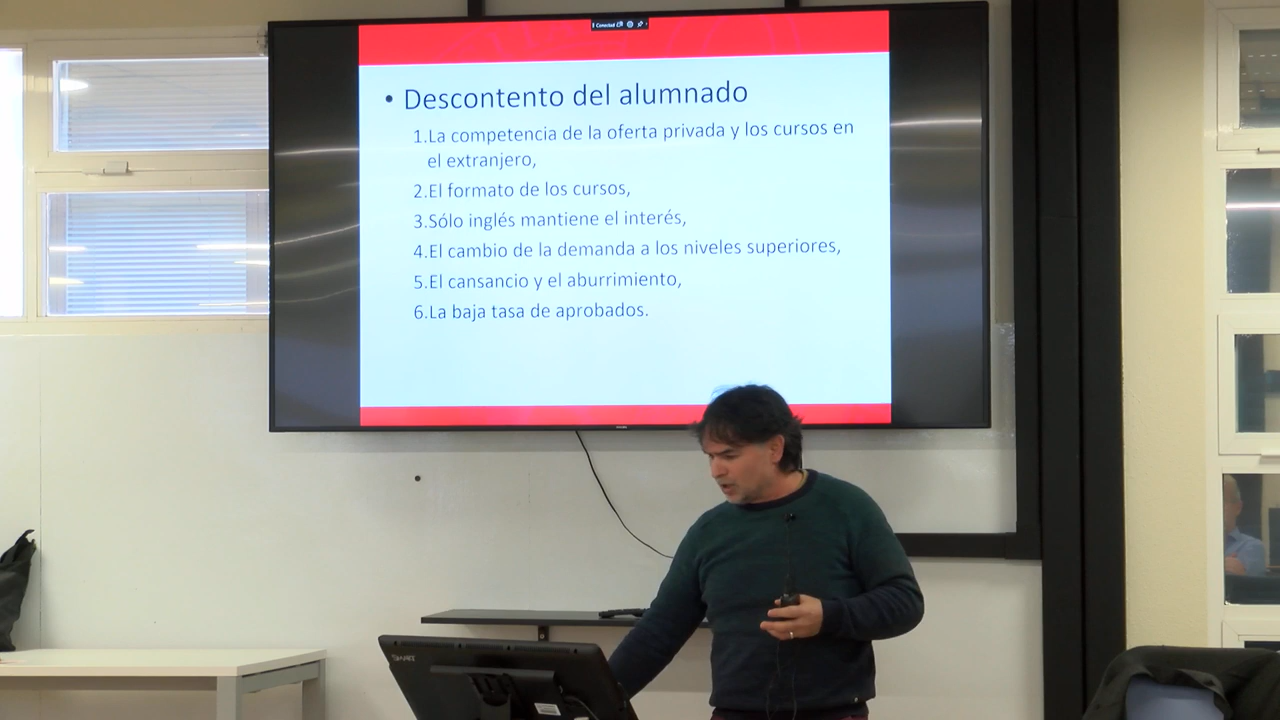 Conectad
• Descontento del alumnado
1.La competencia de la oferta privada y los cursos en
el extranjero,
2.El formato de los cursos,
3.Sólo inglés mantiene el interés,
4.El cambio de la demanda a los niveles superiores,
5.El cansancio y el aburrimiento,
6.La baja tasa de aprobados.
SMART